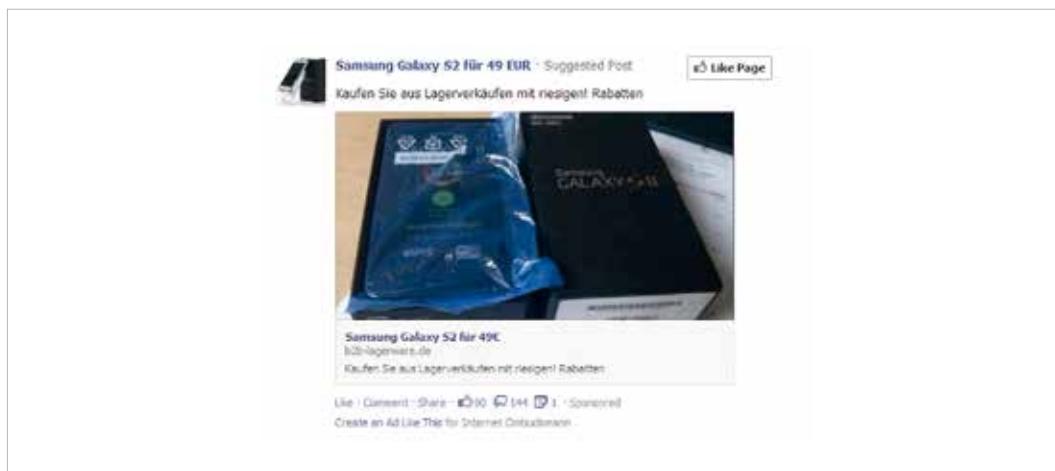 Samsung Galaxy S2 für 49 EUR · Suggested Post
Like Page
Kaufen Sie aus Lagerverkäufen mit riesigen! Rabatten
Samsung
GALAXY S II
Samsung Galaxy S2 für 49€
b2b-lagerware.de
Kaufen Sie aus Lagerverkäufen mit riesigen! Rabatten
Like · Comment · Share · 90 144 1 · Sponsored
Create an Ad Like This for Internet Ombudsmann